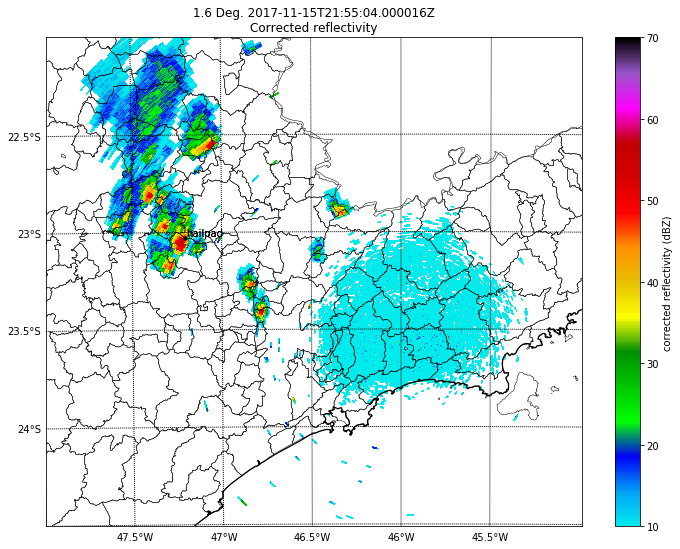 1.6 Deg. 2017-11-15T21:55:04.000016Z
Corrected reflectivity
22.5°S
23°S
23.5°S
24°S
47.5°W
47°W
46.5°W
46°W
45.5°W
hailpad
70
60
50
40
30
20
10
corrected reflectivity (dBZ)